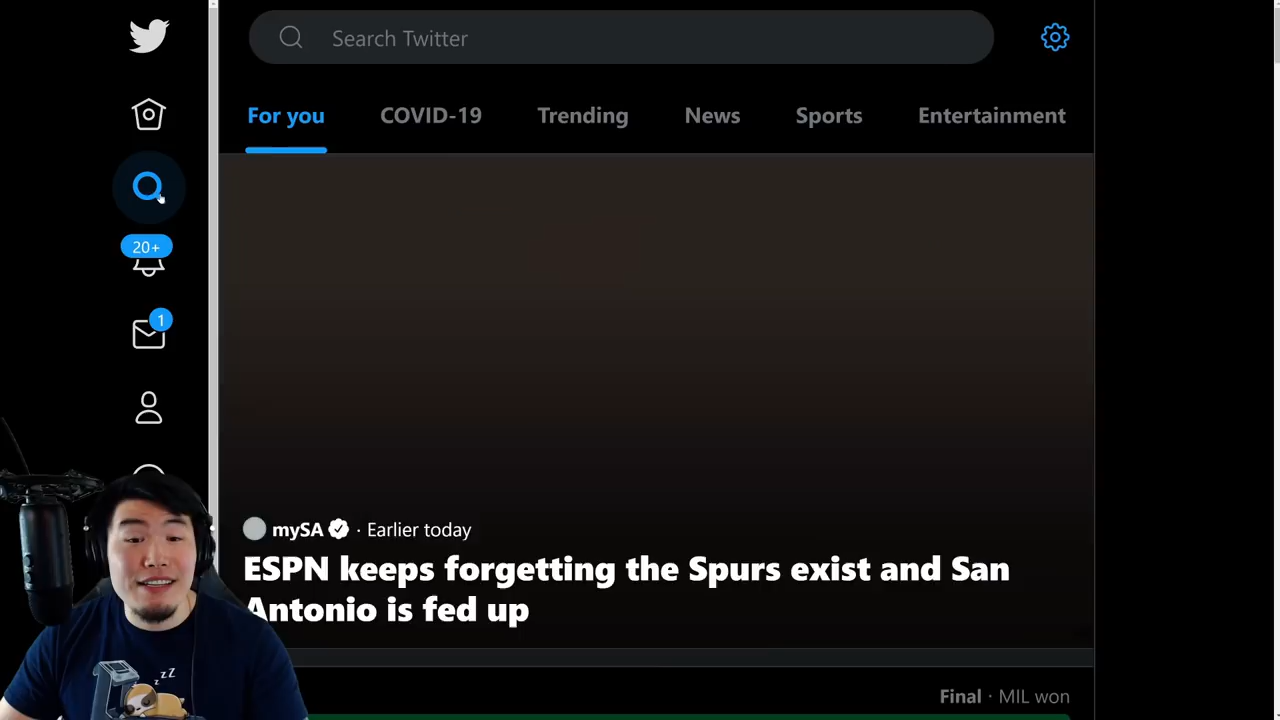 Search Twitter
For you COVID-19 Trending News Sports Entertainment
20+
1
mySA · Earlier today
ESPN keeps forgetting the Spurs exist and San
Antonio is fed up
Final · MIL won
zzZ